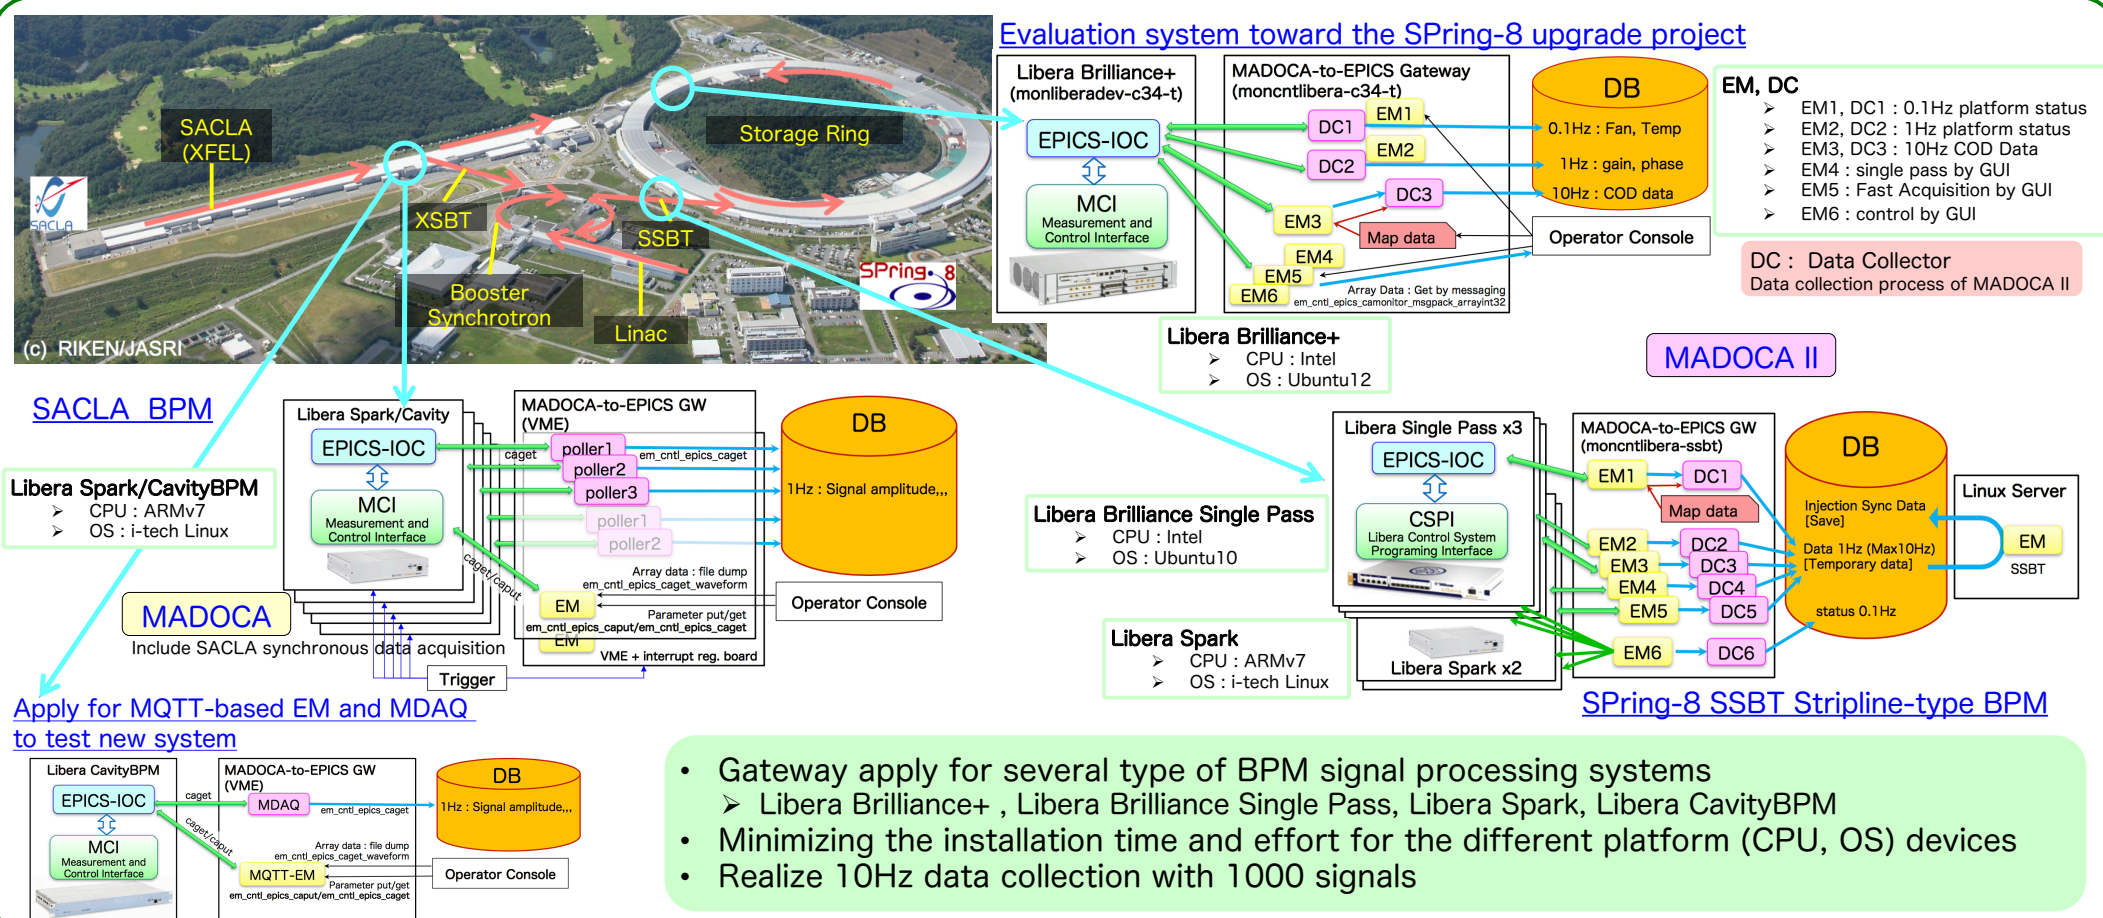 Evaluation system toward the SPring-8 upgrade project
SACLA
(XFEL)
Storage Ring
XSBT
SSBT
Booster
Synchrotron
Linac
SACLA
SPring-8
(c) RIKEN/JASRI
Libera Brilliance+
(monliberadev-c34-t)
EPICS-IOC
MCI
Measurement and
Control Interface
MADOCA-to-EPICS Gateway
(moncntlibera-c34-t)
EM1
DC1
EM2
DC2
DC3
EM3
Map data
EM4
EM5
EM6
Array Data : Get by messaging
em_cntl_epics_camonitor_msgpack_arrayint32
DB
0.1Hz : Fan, Temp
1Hz : gain, phase
10Hz : COD data
Operator Console
EM, DC
➢ EM1, DC1 : 0.1Hz platform status
➢ EM2, DC2 : 1Hz platform status
➢ EM3, DC3 : 10Hz COD Data
➢ EM4 : single pass by GUI
➢ EM5 : Fast Acquisition by GUI
➢ EM6 : control by GUI
DC : Data Collector
Data collection process of MADOCA II
Libera Brilliance+
➢ CPU : Intel
➢ OS : Ubuntu12
MADOCA II
SACLA BPM
Libera Spark/CavityBPM
➢ CPU : ARMv7
➢ OS : i-tech Linux
Libera Spark/Cavity
EPICS-IOC
MCI
Measurement and
Control Interface
MADOCA-to-EPICS GW
(VME)
caget
poller1
em_cntl_epics_caget
poller2
poller3
poller1
poller2
caget/caput
Array data : file dump
em_cntl_epics_caget_waveform
EM
Parameter put/get
em_cntl_epics_caput/em_cntl_epics_caget
EM
VME + interrupt reg. board
DB
1Hz : Signal amplitude,,,
Operator Console
MADOCA
Include SACLA synchronous data acquisition
Trigger
Libera Brilliance Single Pass
➢ CPU : Intel
➢ OS : Ubuntu10
Libera Spark
➢ CPU : ARMv7
➢ OS : i-tech Linux
Libera Single Pass x3
EPICS-IOC
CSPI
Libera Control System
Programing Interface
Libera Spark x2
MADOCA-to-EPICS GW
(moncntlibera-ssbt)
EM1
DC1
Map data
EM2
DC2
EM3
DC3
EM4
DC4
EM5
DC5
EM6
DC6
DB
Injection Sync Data
[Save]
Data 1Hz (Max10Hz)
[Temporary data]
status 0.1Hz
Linux Server
EM
SSBT
SPring-8 SSBT Stripline-type BPM
Apply for MQTT-based EM and MDAQ
to test new system
Libera CavityBPM
EPICS-IOC
MCI
Measurement and
Control Interface
MADOCA-to-EPICS GW
(VME)
caget
MDAQ
em_cntl_epics_caget
caget/caput
Array data : file dump
em_cntl_epics_caget_waveform
MQTT-EM
Parameter put/get
em_cntl_epics_caput/em_cntl_epics_caget
DB
1Hz : Signal amplitude,,,
Operator Console
• Gateway apply for several type of BPM signal processing systems
➢ Libera Brilliance+ , Libera Brilliance Single Pass, Libera Spark, Libera CavityBPM
• Minimizing the installation time and effort for the different platform (CPU, OS) devices
• Realize 10Hz data collection with 1000 signals